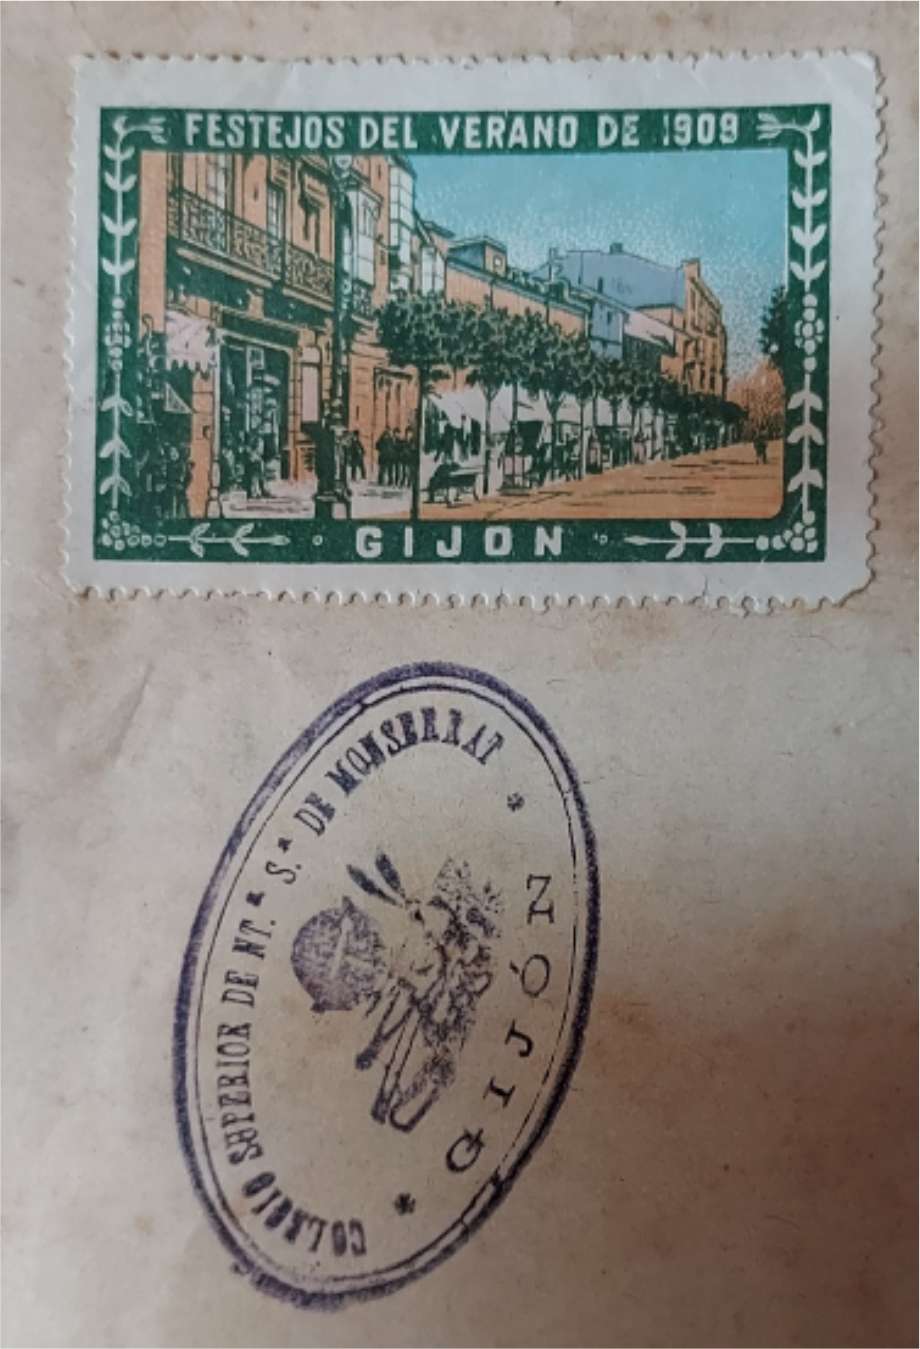 FESTEJOS DEL VERANO DE 1909
GIJON
COLEGIO SUPERIOR DE NT.ª S.ª DE MONSERRAT
* GIJÓN *